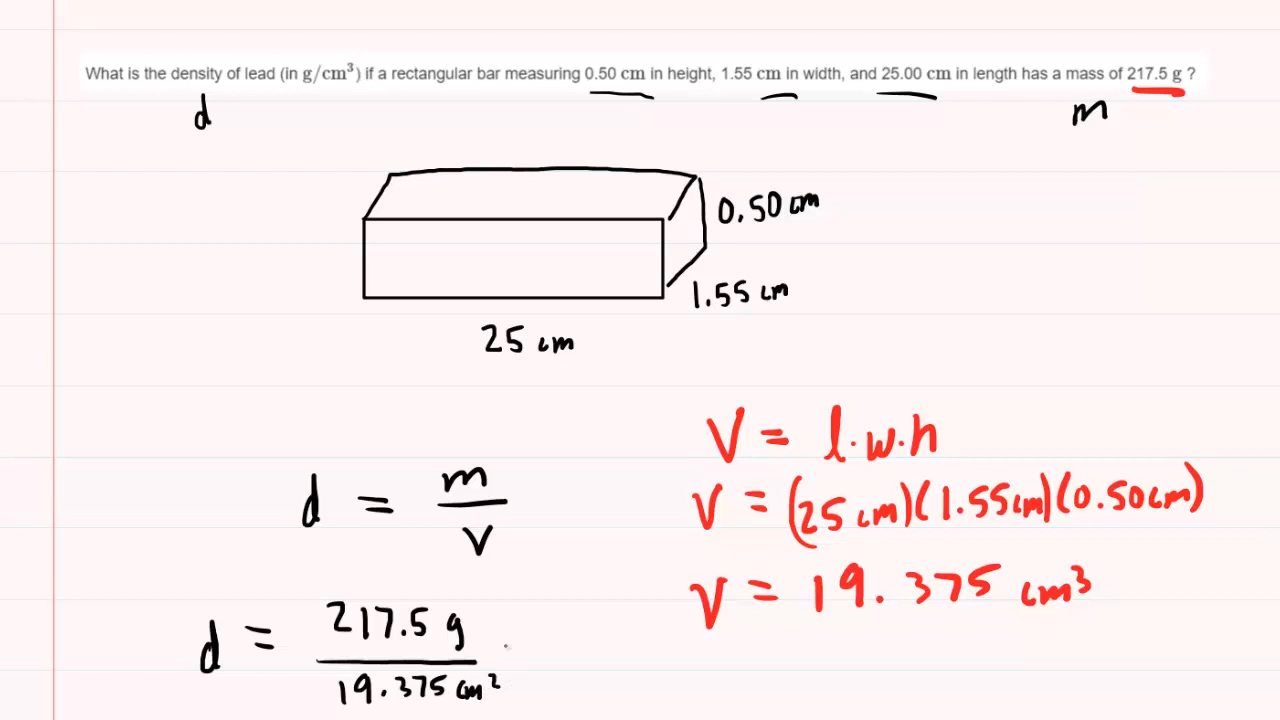 What is the density of lead (in g/cm³) if a rectangular bar measuring 0.50 cm in height, 1.55 cm in width, and 25.00 cm in length has a mass of 217.5 g ?
d m
0.50 cm
1.55 cm
25 cm
V = l·w·h
d = m/v
V = (25 cm)(1.55 cm)(0.50 cm)
V = 19.375 cm³
d = 217.5 g / 19.375 cm²